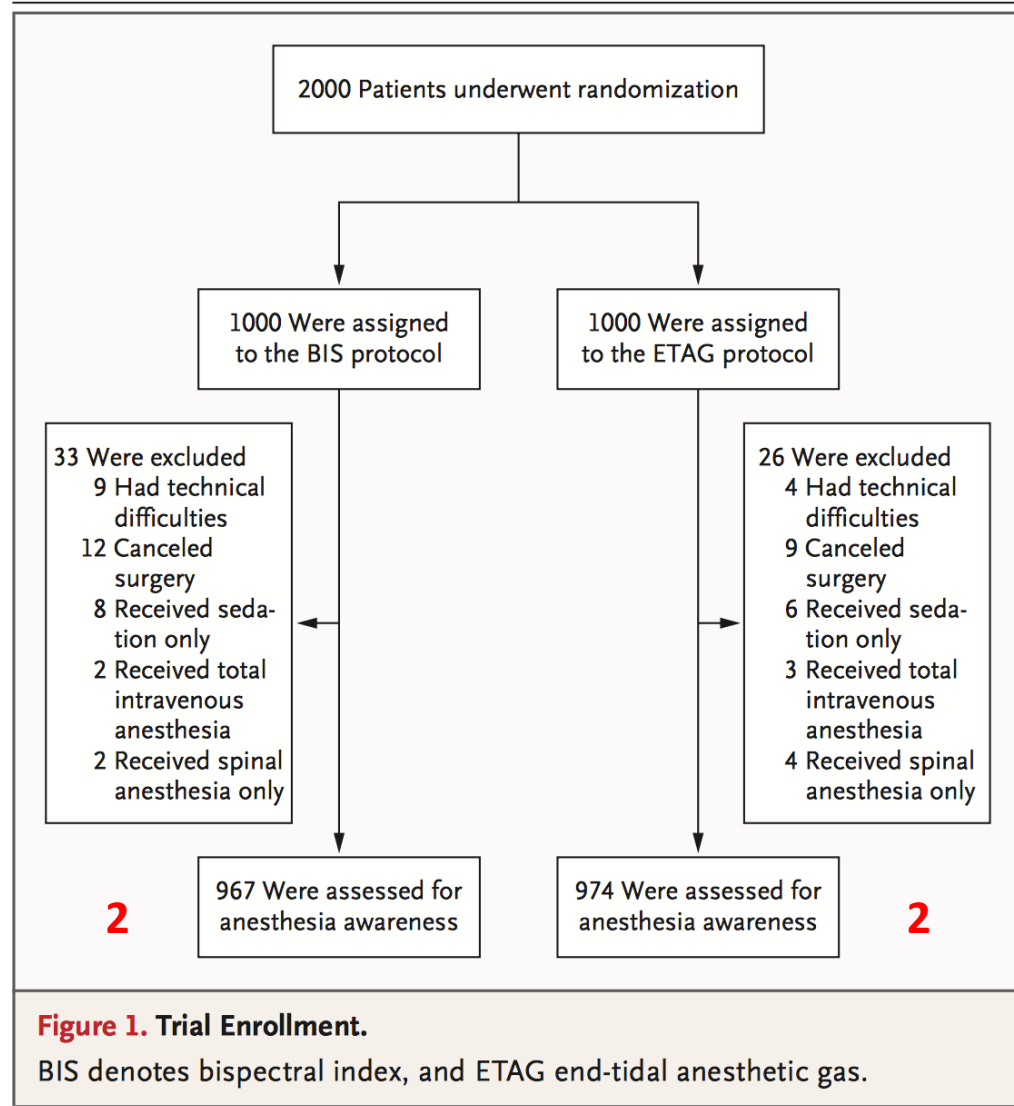 2000 Patients underwent randomization
1000 Were assigned
to the BIS protocol
1000 Were assigned
to the ETAG protocol
33 Were excluded
9 Had technical
difficulties
12 Canceled
surgery
8 Received seda-
tion only
2 Received total
intravenous
anesthesia
2 Received spinal
anesthesia only
26 Were excluded
4 Had technical
difficulties
9 Canceled
surgery
6 Received seda-
tion only
3 Received total
intravenous
anesthesia
4 Received spinal
anesthesia only
2
967 Were assessed for
anesthesia awareness
974 Were assessed for
anesthesia awareness
2
Figure 1. Trial Enrollment.
BIS denotes bispectral index, and ETAG end-tidal anesthetic gas.